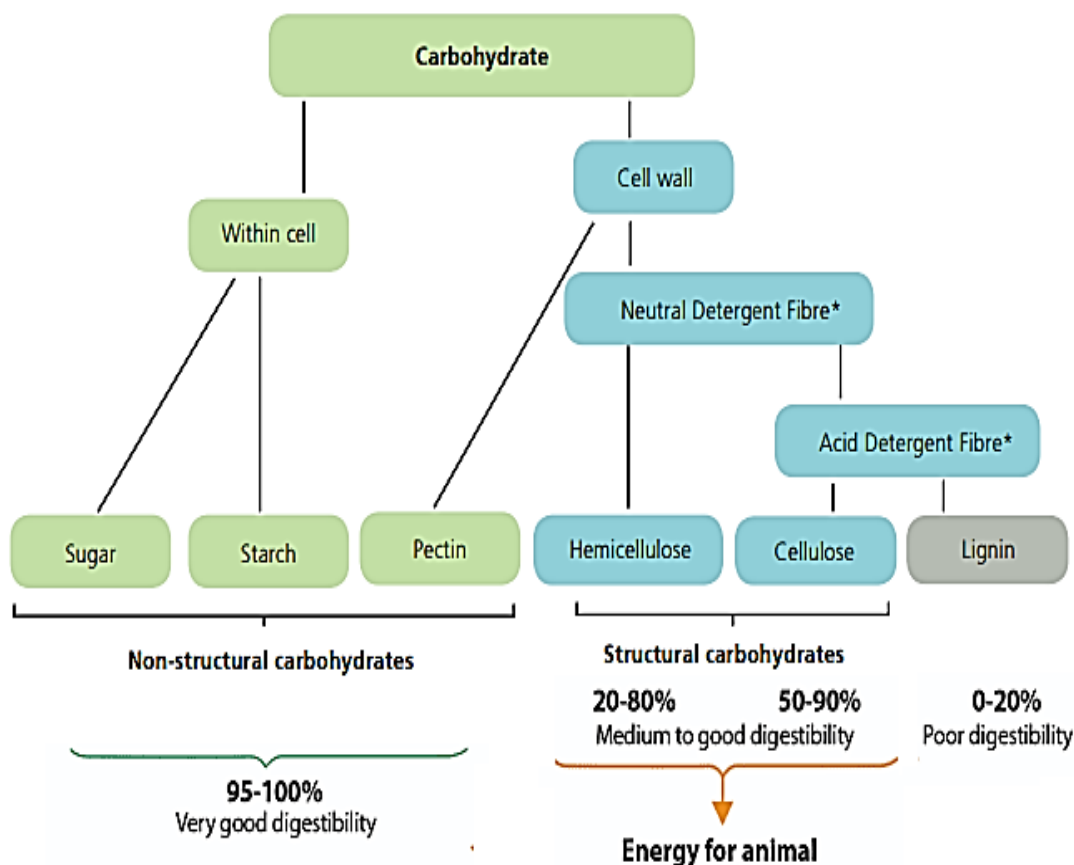 Carbohydrate
Cell wall
Within cell
Neutral Detergent Fibre*
Acid Detergent Fibre*
Sugar
Starch
Pectin
Hemicellulose
Cellulose
Lignin
Non-structural carbohydrates
Structural carbohydrates
20-80%
50-90%
0-20%
Medium to good digestibility
Poor digestibility
95-100%
Very good digestibility
Energy for animal